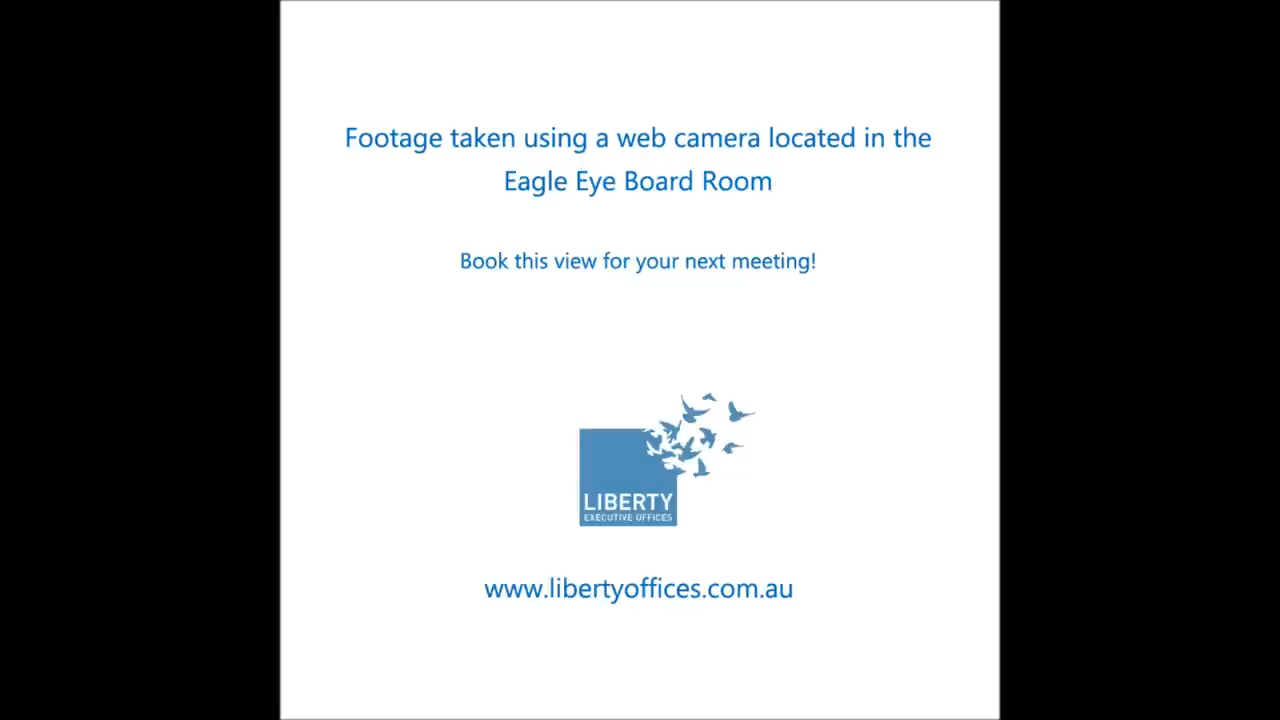 Footage taken using a web camera located in the
Eagle Eye Board Room
Book this view for your next meeting!
LIBERTY
EXECUTIVE OFFICES
www.libertyoffices.com.au